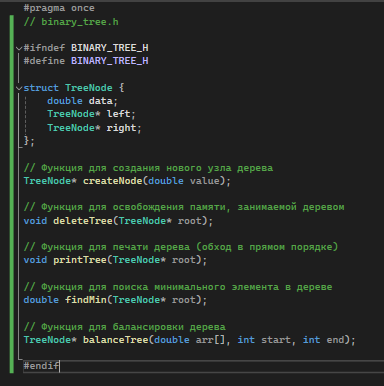 #pragma once
// binary_tree.h
#ifndef BINARY_TREE_H
#define BINARY_TREE_H
struct TreeNode {
    double data;
    TreeNode* left;
    TreeNode* right;
};
// Функция для создания нового узла дерева
TreeNode* createNode(double value);
// Функция для освобождения памяти, занимаемой деревом
void deleteTree(TreeNode* root);
// Функция для печати дерева (обход в прямом порядке)
void printTree(TreeNode* root);
// Функция для поиска минимального элемента в дереве
double findMin(TreeNode* root);
// Функция для балансировки дерева
TreeNode* balanceTree(double arr[], int start, int end);
#endif